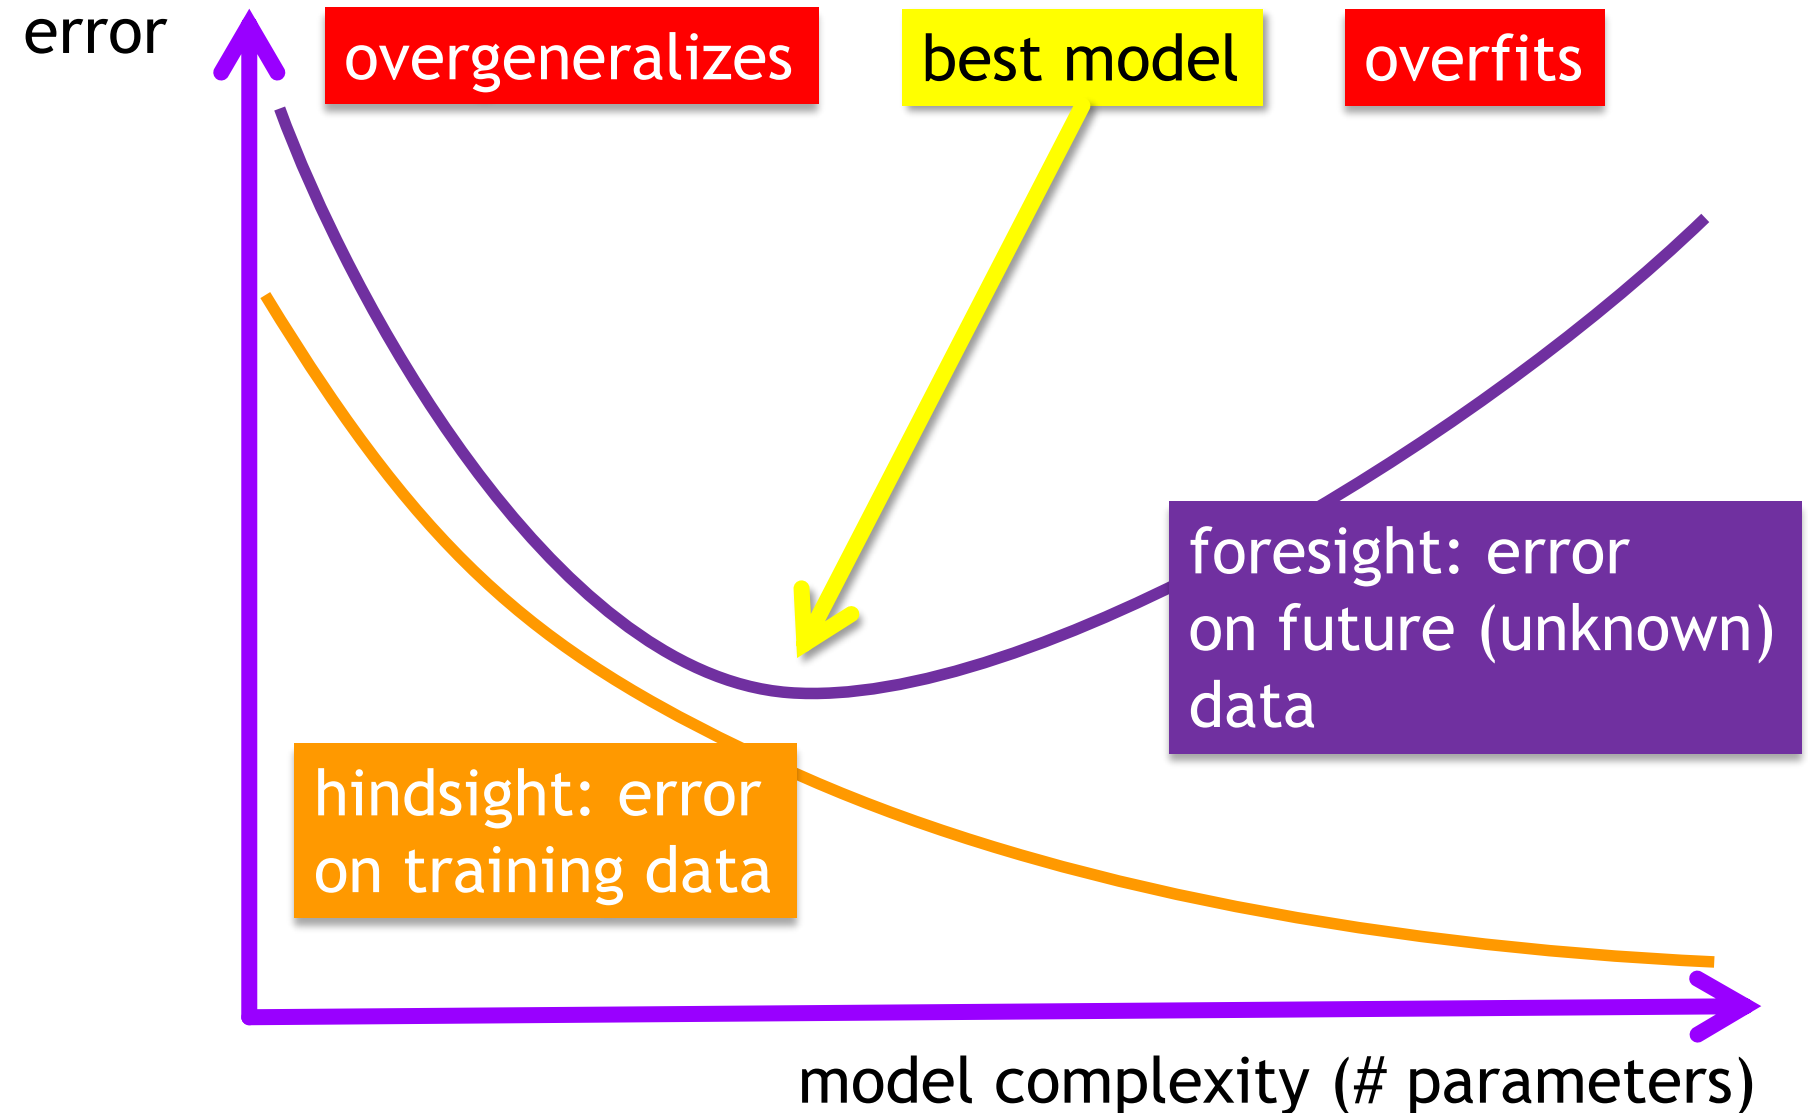 error
overgeneralizes
best model
overfits
foresight: error
on future (unknown)
data
hindsight: error
on training data
model complexity (# parameters)